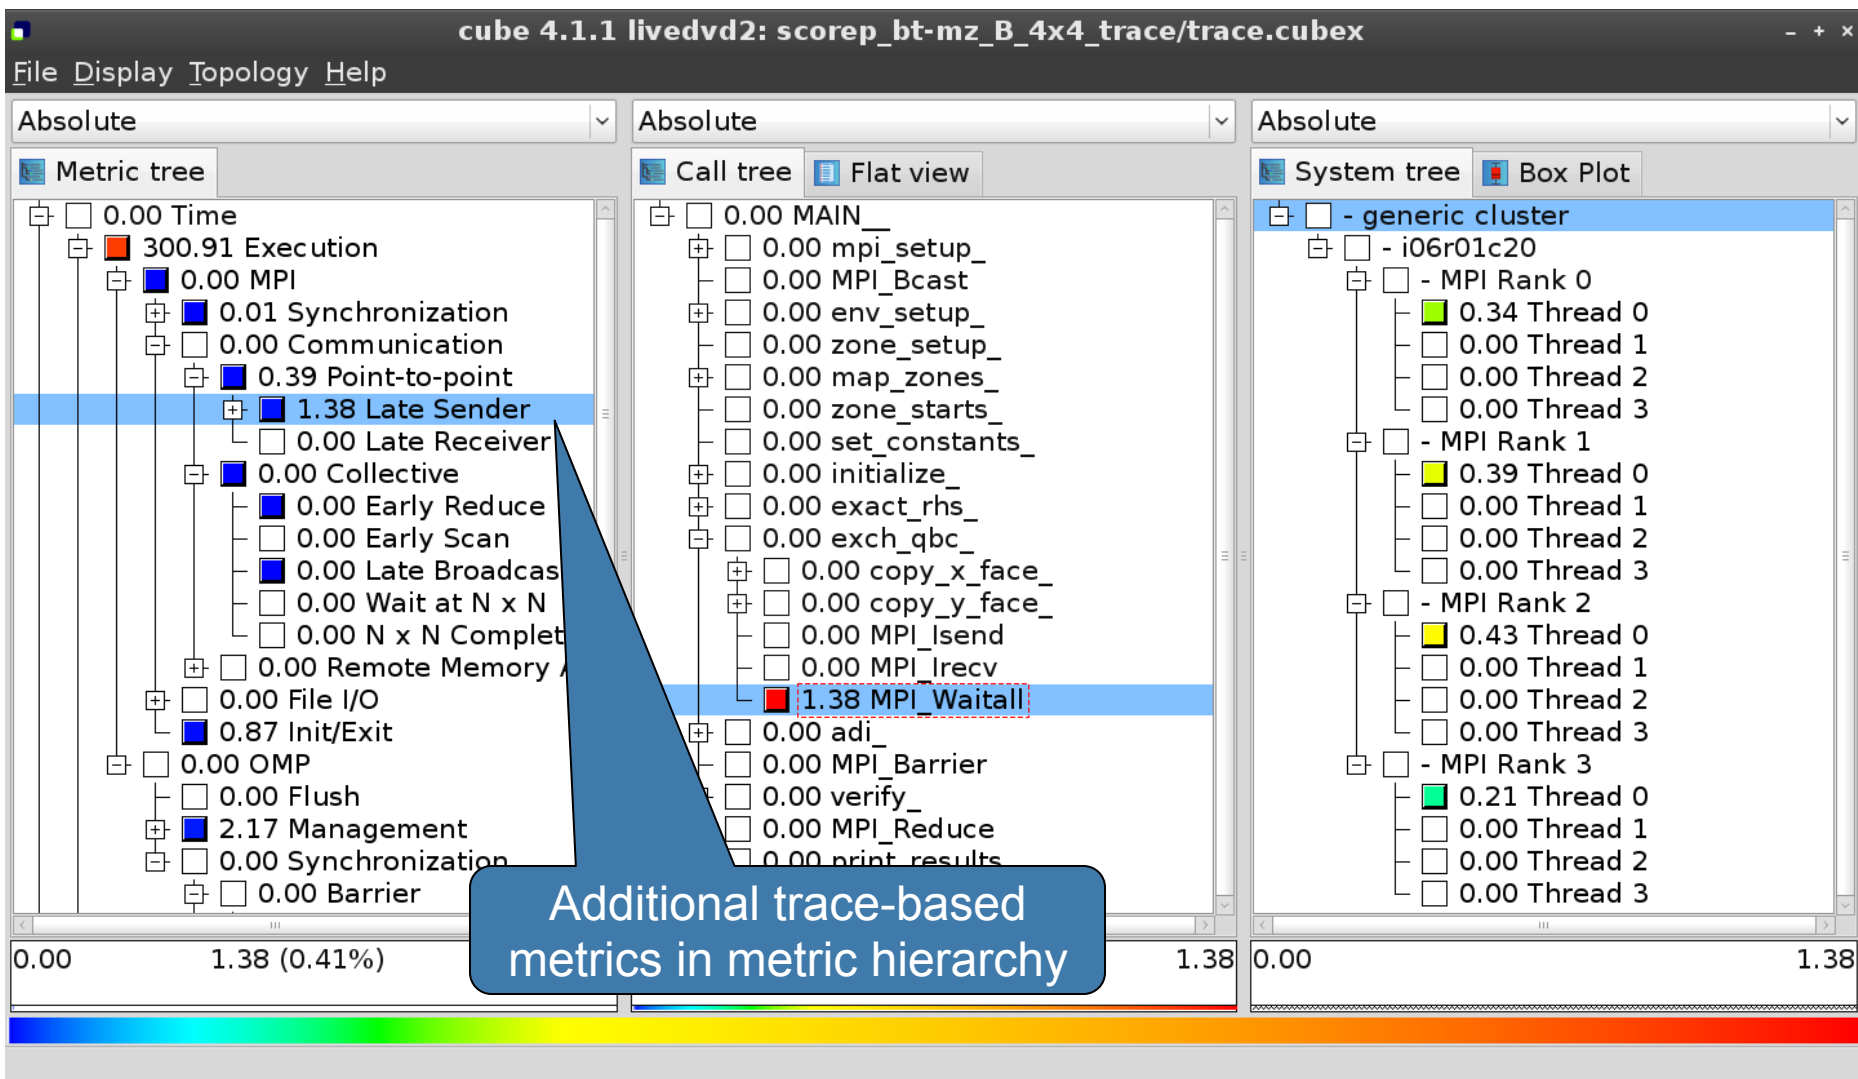 cube 4.1.1 livedvd2: scorep_bt-mz_B_4x4_trace/trace.cubex
File Display Topology Help
Absolute
Metric tree
0.00 Time
300.91 Execution
0.00 MPI
0.01 Synchronization
0.00 Communication
0.39 Point-to-point
1.38 Late Sender
0.00 Late Receiver
0.00 Collective
0.00 Early Reduce
0.00 Early Scan
0.00 Late Broadcas
0.00 Wait at N x N
0.00 N x N Complet
0.00 Remote Memory
0.00 File I/O
0.87 Init/Exit
0.00 OMP
0.00 Flush
2.17 Management
0.00 Synchronization
0.00 Barrier
0.00 1.38 (0.41%)
Absolute
Call tree Flat view
0.00 MAIN__
0.00 mpi_setup_
0.00 MPI_Bcast
0.00 env_setup_
0.00 zone_setup_
0.00 map_zones_
0.00 zone_starts_
0.00 set_constants_
0.00 initialize_
0.00 exact_rhs_
0.00 exch_qbc_
0.00 copy_x_face_
0.00 copy_y_face_
0.00 MPI_Isend
0.00 MPI_Irecv
1.38 MPI_Waitall
0.00 adi_
0.00 MPI_Barrier
0.00 verify_
0.00 MPI_Reduce
0.00 print_results_
1.38
Absolute
System tree Box Plot
- generic cluster
- i06r01c20
- MPI Rank 0
0.34 Thread 0
0.00 Thread 1
0.00 Thread 2
0.00 Thread 3
- MPI Rank 1
0.39 Thread 0
0.00 Thread 1
0.00 Thread 2
0.00 Thread 3
- MPI Rank 2
0.43 Thread 0
0.00 Thread 1
0.00 Thread 2
0.00 Thread 3
- MPI Rank 3
0.21 Thread 0
0.00 Thread 1
0.00 Thread 2
0.00 Thread 3
0.00 1.38
Additional trace-based
metrics in metric hierarchy